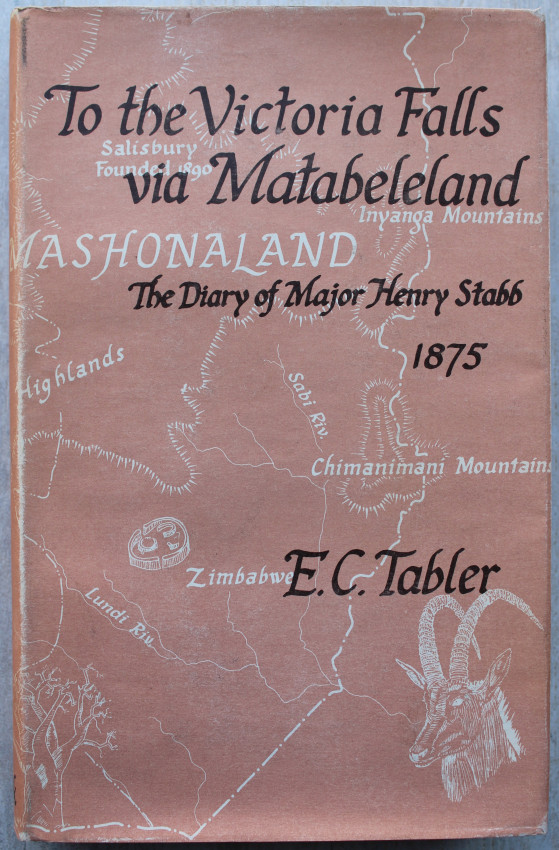 To the Victoria Falls
Salisbury
Founded 1890
via Matabeleland
Inyanga Mountains
MASHONALAND
The Diary of Major Henry Stabb
1875
Highlands
Sabi Riv.
Chimanimani Mountains
E.C. Tabler
Zimbabwe
Lundi Riv.